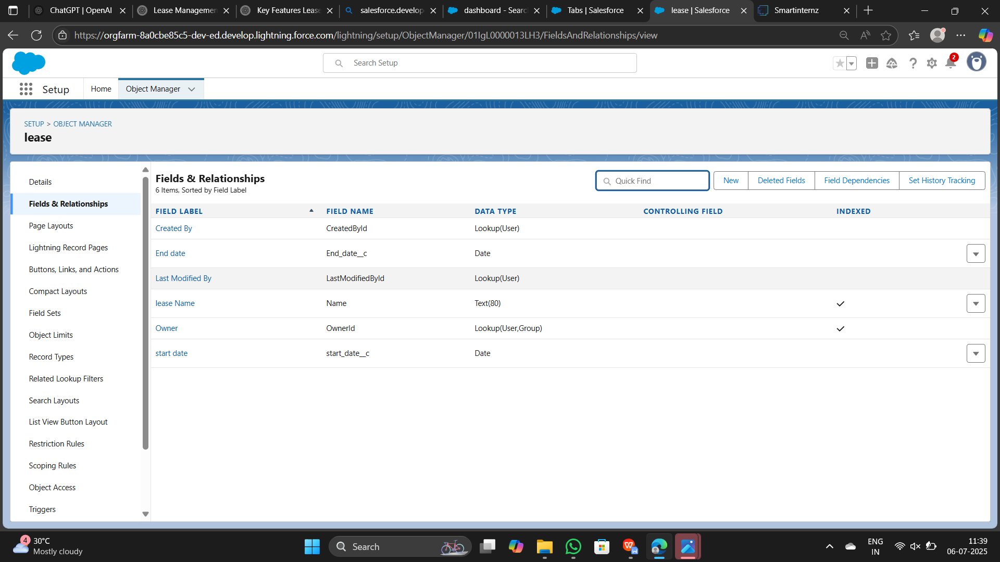 ChatGPT | OpenAI
Lease Managemen
Key Features Lease
salesforce.develop
dashboard - Searc
Tabs | Salesforce
lease | Salesforce
Smartinternz
https://orgfarm-8a0cbe85c5-dev-ed.develop.lightning.force.com/lightning/setup/ObjectManager/01IgL0000013LH3/FieldsAndRelationships/view
Search Setup
2
Setup
Home
Object Manager
SETUP > OBJECT MANAGER
lease
Details
Fields & Relationships
Page Layouts
Lightning Record Pages
Buttons, Links, and Actions
Compact Layouts
Field Sets
Object Limits
Record Types
Related Lookup Filters
Search Layouts
List View Button Layout
Restriction Rules
Scoping Rules
Object Access
Triggers
Fields & Relationships
6 Items, Sorted by Field Label
Quick Find
New
Deleted Fields
Field Dependencies
Set History Tracking
FIELD LABEL FIELD NAME DATA TYPE CONTROLLING FIELD INDEXED
Created By CreatedById Lookup(User)
End date End_date__c Date
Last Modified By LastModifiedById Lookup(User)
lease Name Name Text(80)
Owner OwnerId Lookup(User,Group)
start date start_date__c Date
4
30°C
Mostly cloudy
Search
ENG
IN
11:39
06-07-2025